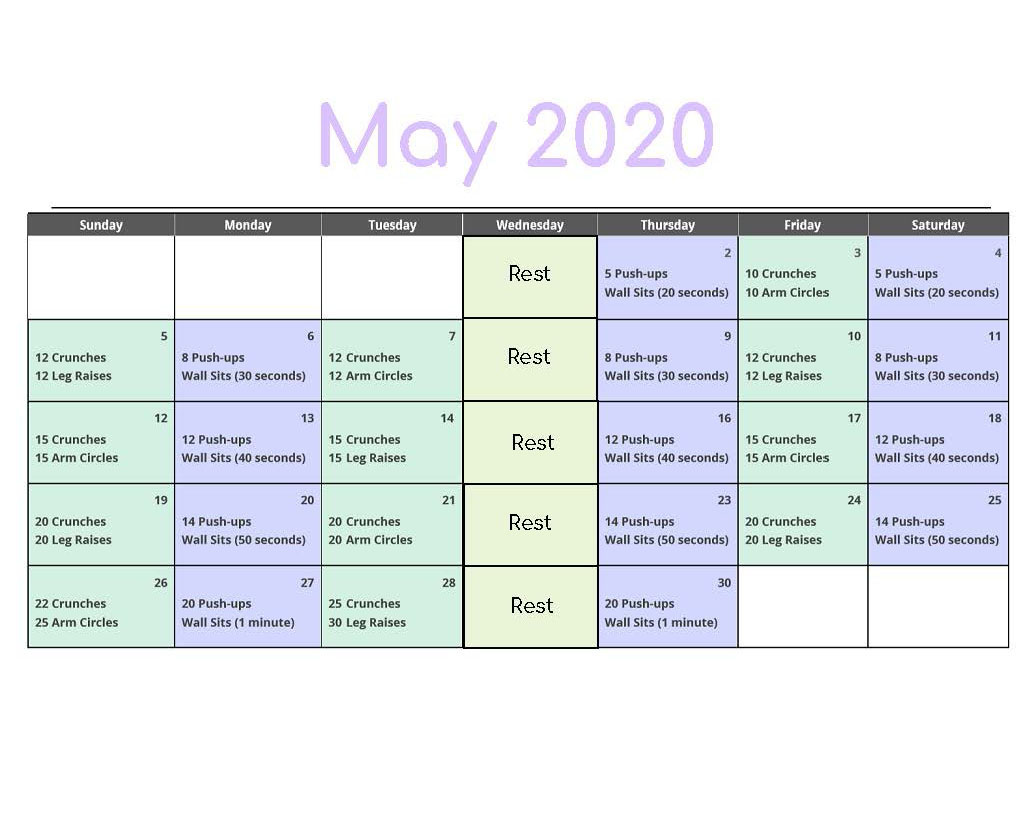 May 2020
Sunday Monday Tuesday Wednesday Thursday Friday Saturday
Rest
2
5 Push-ups
Wall Sits (20 seconds)
3
10 Crunches
10 Arm Circles
4
5 Push-ups
Wall Sits (20 seconds)
5
12 Crunches
12 Leg Raises
6
8 Push-ups
Wall Sits (30 seconds)
7
12 Crunches
12 Arm Circles
Rest
9
8 Push-ups
Wall Sits (30 seconds)
10
12 Crunches
12 Leg Raises
11
8 Push-ups
Wall Sits (30 seconds)
12
15 Crunches
15 Arm Circles
13
12 Push-ups
Wall Sits (40 seconds)
14
15 Crunches
15 Leg Raises
Rest
16
12 Push-ups
Wall Sits (40 seconds)
17
15 Crunches
15 Arm Circles
18
12 Push-ups
Wall Sits (40 seconds)
19
20 Crunches
20 Leg Raises
20
14 Push-ups
Wall Sits (50 seconds)
21
20 Crunches
20 Arm Circles
Rest
23
14 Push-ups
Wall Sits (50 seconds)
24
20 Crunches
20 Leg Raises
25
14 Push-ups
Wall Sits (50 seconds)
26
22 Crunches
25 Arm Circles
27
20 Push-ups
Wall Sits (1 minute)
28
25 Crunches
30 Leg Raises
Rest
30
20 Push-ups
Wall Sits (1 minute)